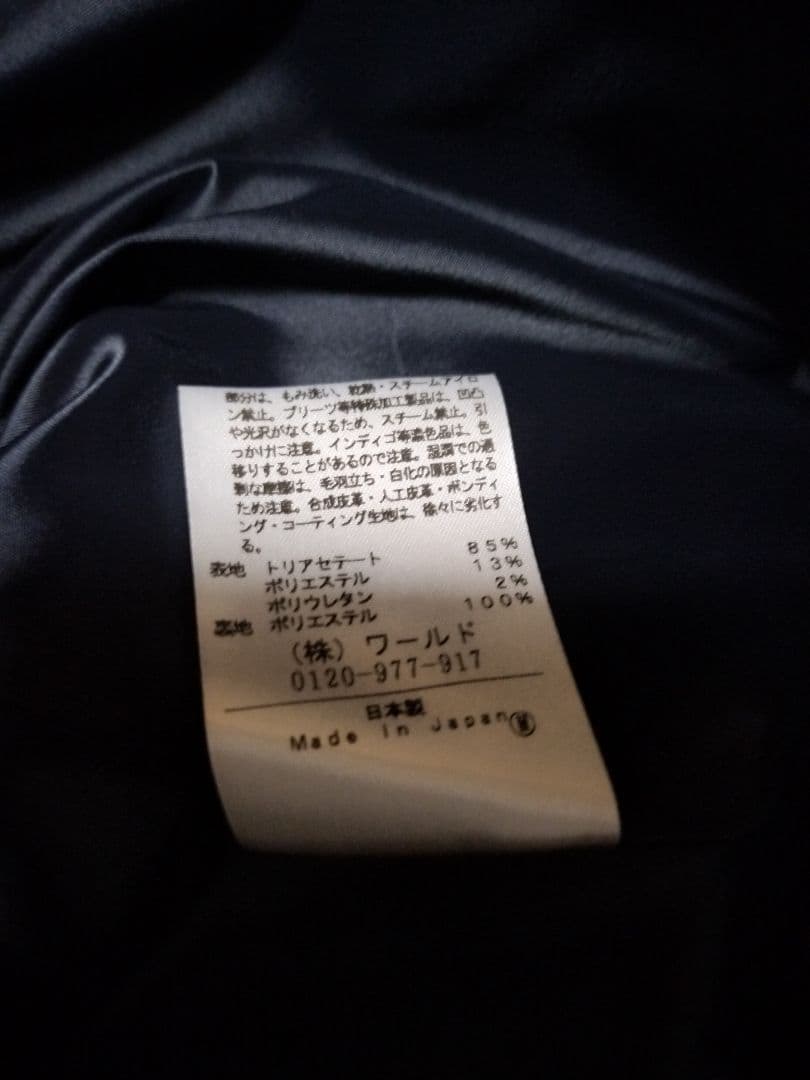 部分は、もみ洗い、乾熱・スチームアイロ
ン禁止。プリーツ等特殊加工製品は、凹凸
や光沢がなくなるため、スチーム禁止。引
っかけに注意。インディゴ等濃色品は、色
移りすることがあるので注意。湿潤での過
剰な摩擦は、毛羽立ち・白化の原因となる
ため注意。合成皮革・人工皮革・ボンディ
ング・コーティング生地は、徐々に劣化す
る。
表地 トリアセテート 85%
ポリエステル 13%
ポリウレタン 2%
裏地 ポリエステル 100%
(株) ワールド
0120-977-917
日本製
Made in Japan